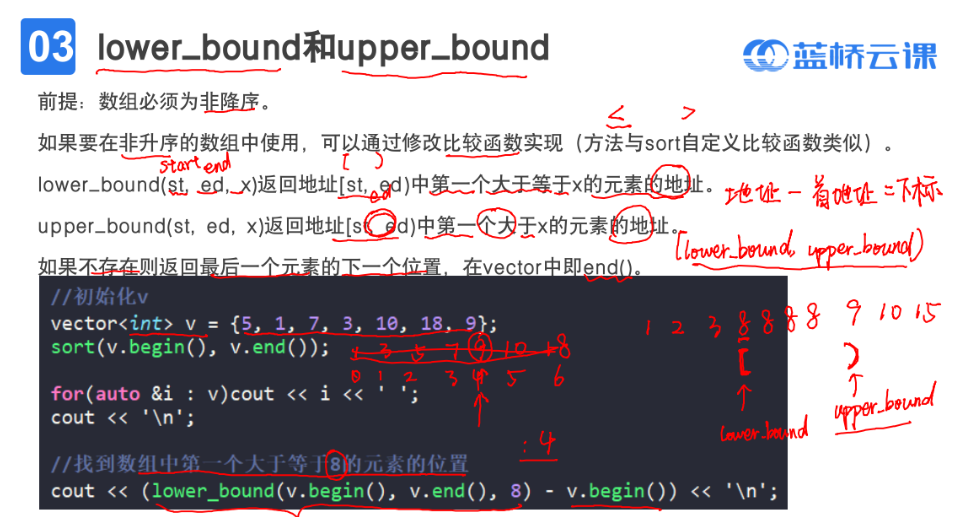 03 lower_bound和upper_bound
蓝桥云课
前提：数组必须为非降序。
< >
如果要在非升序的数组中使用，可以通过修改比较函数实现（方法与sort自定义比较函数类似）。
start end [ )
lower_bound(st, ed, x)返回地址[st, ed)中第一个大于等于x的元素的地址。
地址 - 首地址 = 下标
ed
upper_bound(st, ed, x)返回地址[st, ed)中第一个大于x的元素的地址。
[lower_bound, upper_bound)
如果不存在则返回最后一个元素的下一个位置，在vector中即end()。
//初始化v
vector<int> v = {5, 1, 7, 3, 10, 18, 9};
sort(v.begin(), v.end());
1 3 5 7 9 10 18
0 1 2 3 4 5 6
1 2 3 8 8 8 8 9 10 15
[ )
for(auto &i : v)cout << i << ' ';
cout << '\n';
lower_bound upper_bound
: 4
//找到数组中第一个大于等于8的元素的位置
cout << (lower_bound(v.begin(), v.end(), 8) - v.begin()) << '\n';